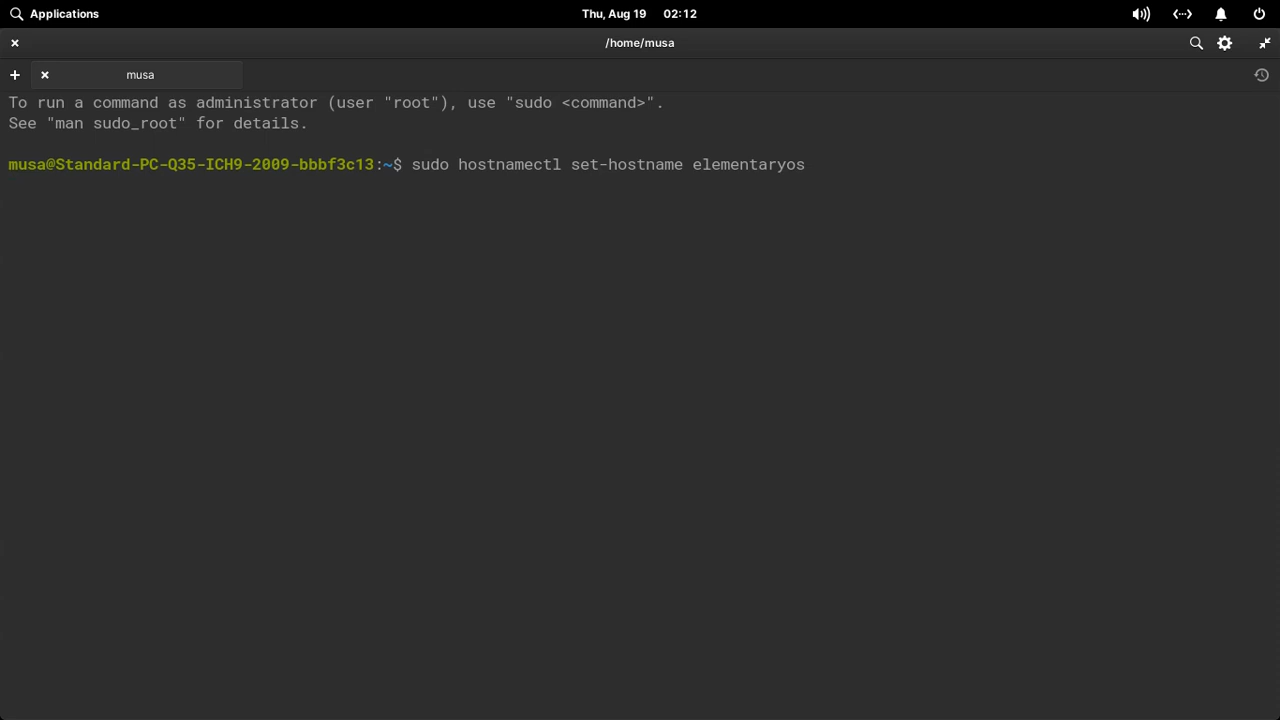 Applications
Thu, Aug 19 02:12
/home/musa
musa
To run a command as administrator (user "root"), use "sudo <command>".
See "man sudo_root" for details.
musa@Standard-PC-Q35-ICH9-2009-bbbf3c13:~$ sudo hostnamectl set-hostname elementaryos